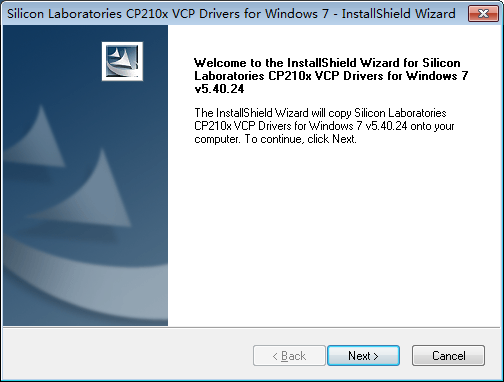 Silicon Laboratories CP210x VCP Drivers for Windows 7 - InstallShield Wizard
Welcome to the InstallShield Wizard for Silicon
Laboratories CP210x VCP Drivers for Windows 7
v5.40.24
The InstallShield Wizard will copy Silicon Laboratories
CP210x VCP Drivers for Windows 7 v5.40.24 onto your
computer. To continue, click Next.
< Back
Next >
Cancel